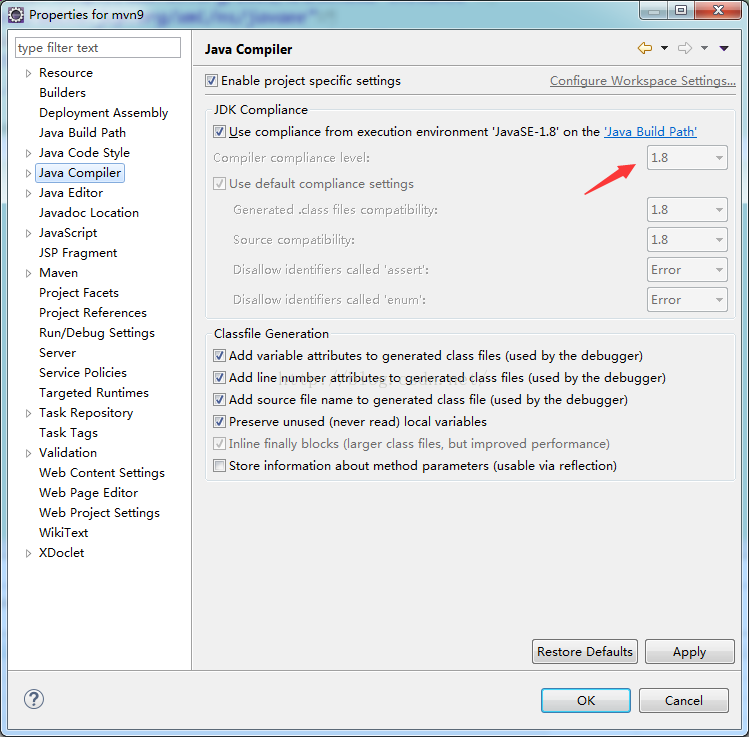 Properties for mvn9
type filter text
Resource
Builders
Deployment Assembly
Java Build Path
Java Code Style
Java Compiler
Java Editor
Javadoc Location
JavaScript
JSP Fragment
Maven
Project Facets
Project References
Run/Debug Settings
Server
Service Policies
Targeted Runtimes
Task Repository
Task Tags
Validation
Web Content Settings
Web Page Editor
Web Project Settings
WikiText
XDoclet
Java Compiler
Enable project specific settings Configure Workspace Settings...
JDK Compliance
Use compliance from execution environment 'JavaSE-1.8' on the 'Java Build Path'
Compiler compliance level: 1.8
Use default compliance settings
Generated .class files compatibility: 1.8
Source compatibility: 1.8
Disallow identifiers called 'assert': Error
Disallow identifiers called 'enum': Error
Classfile Generation
Add variable attributes to generated class files (used by the debugger)
Add line number attributes to generated class files (used by the debugger)
Add source file name to generated class file (used by the debugger)
Preserve unused (never read) local variables
Inline finally blocks (larger class files, but improved performance)
Store information about method parameters (usable via reflection)
Restore Defaults Apply
OK Cancel